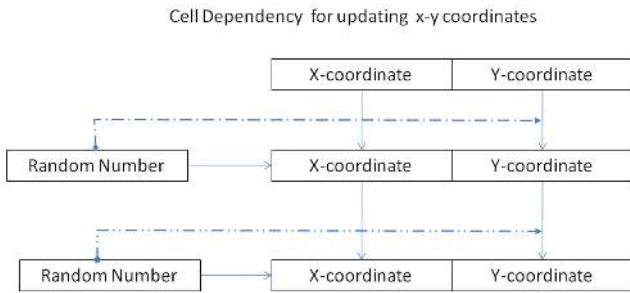 Cell Dependency for updating x-y coordinates
X-coordinate Y-coordinate
Random Number X-coordinate Y-coordinate
Random Number X-coordinate Y-coordinate